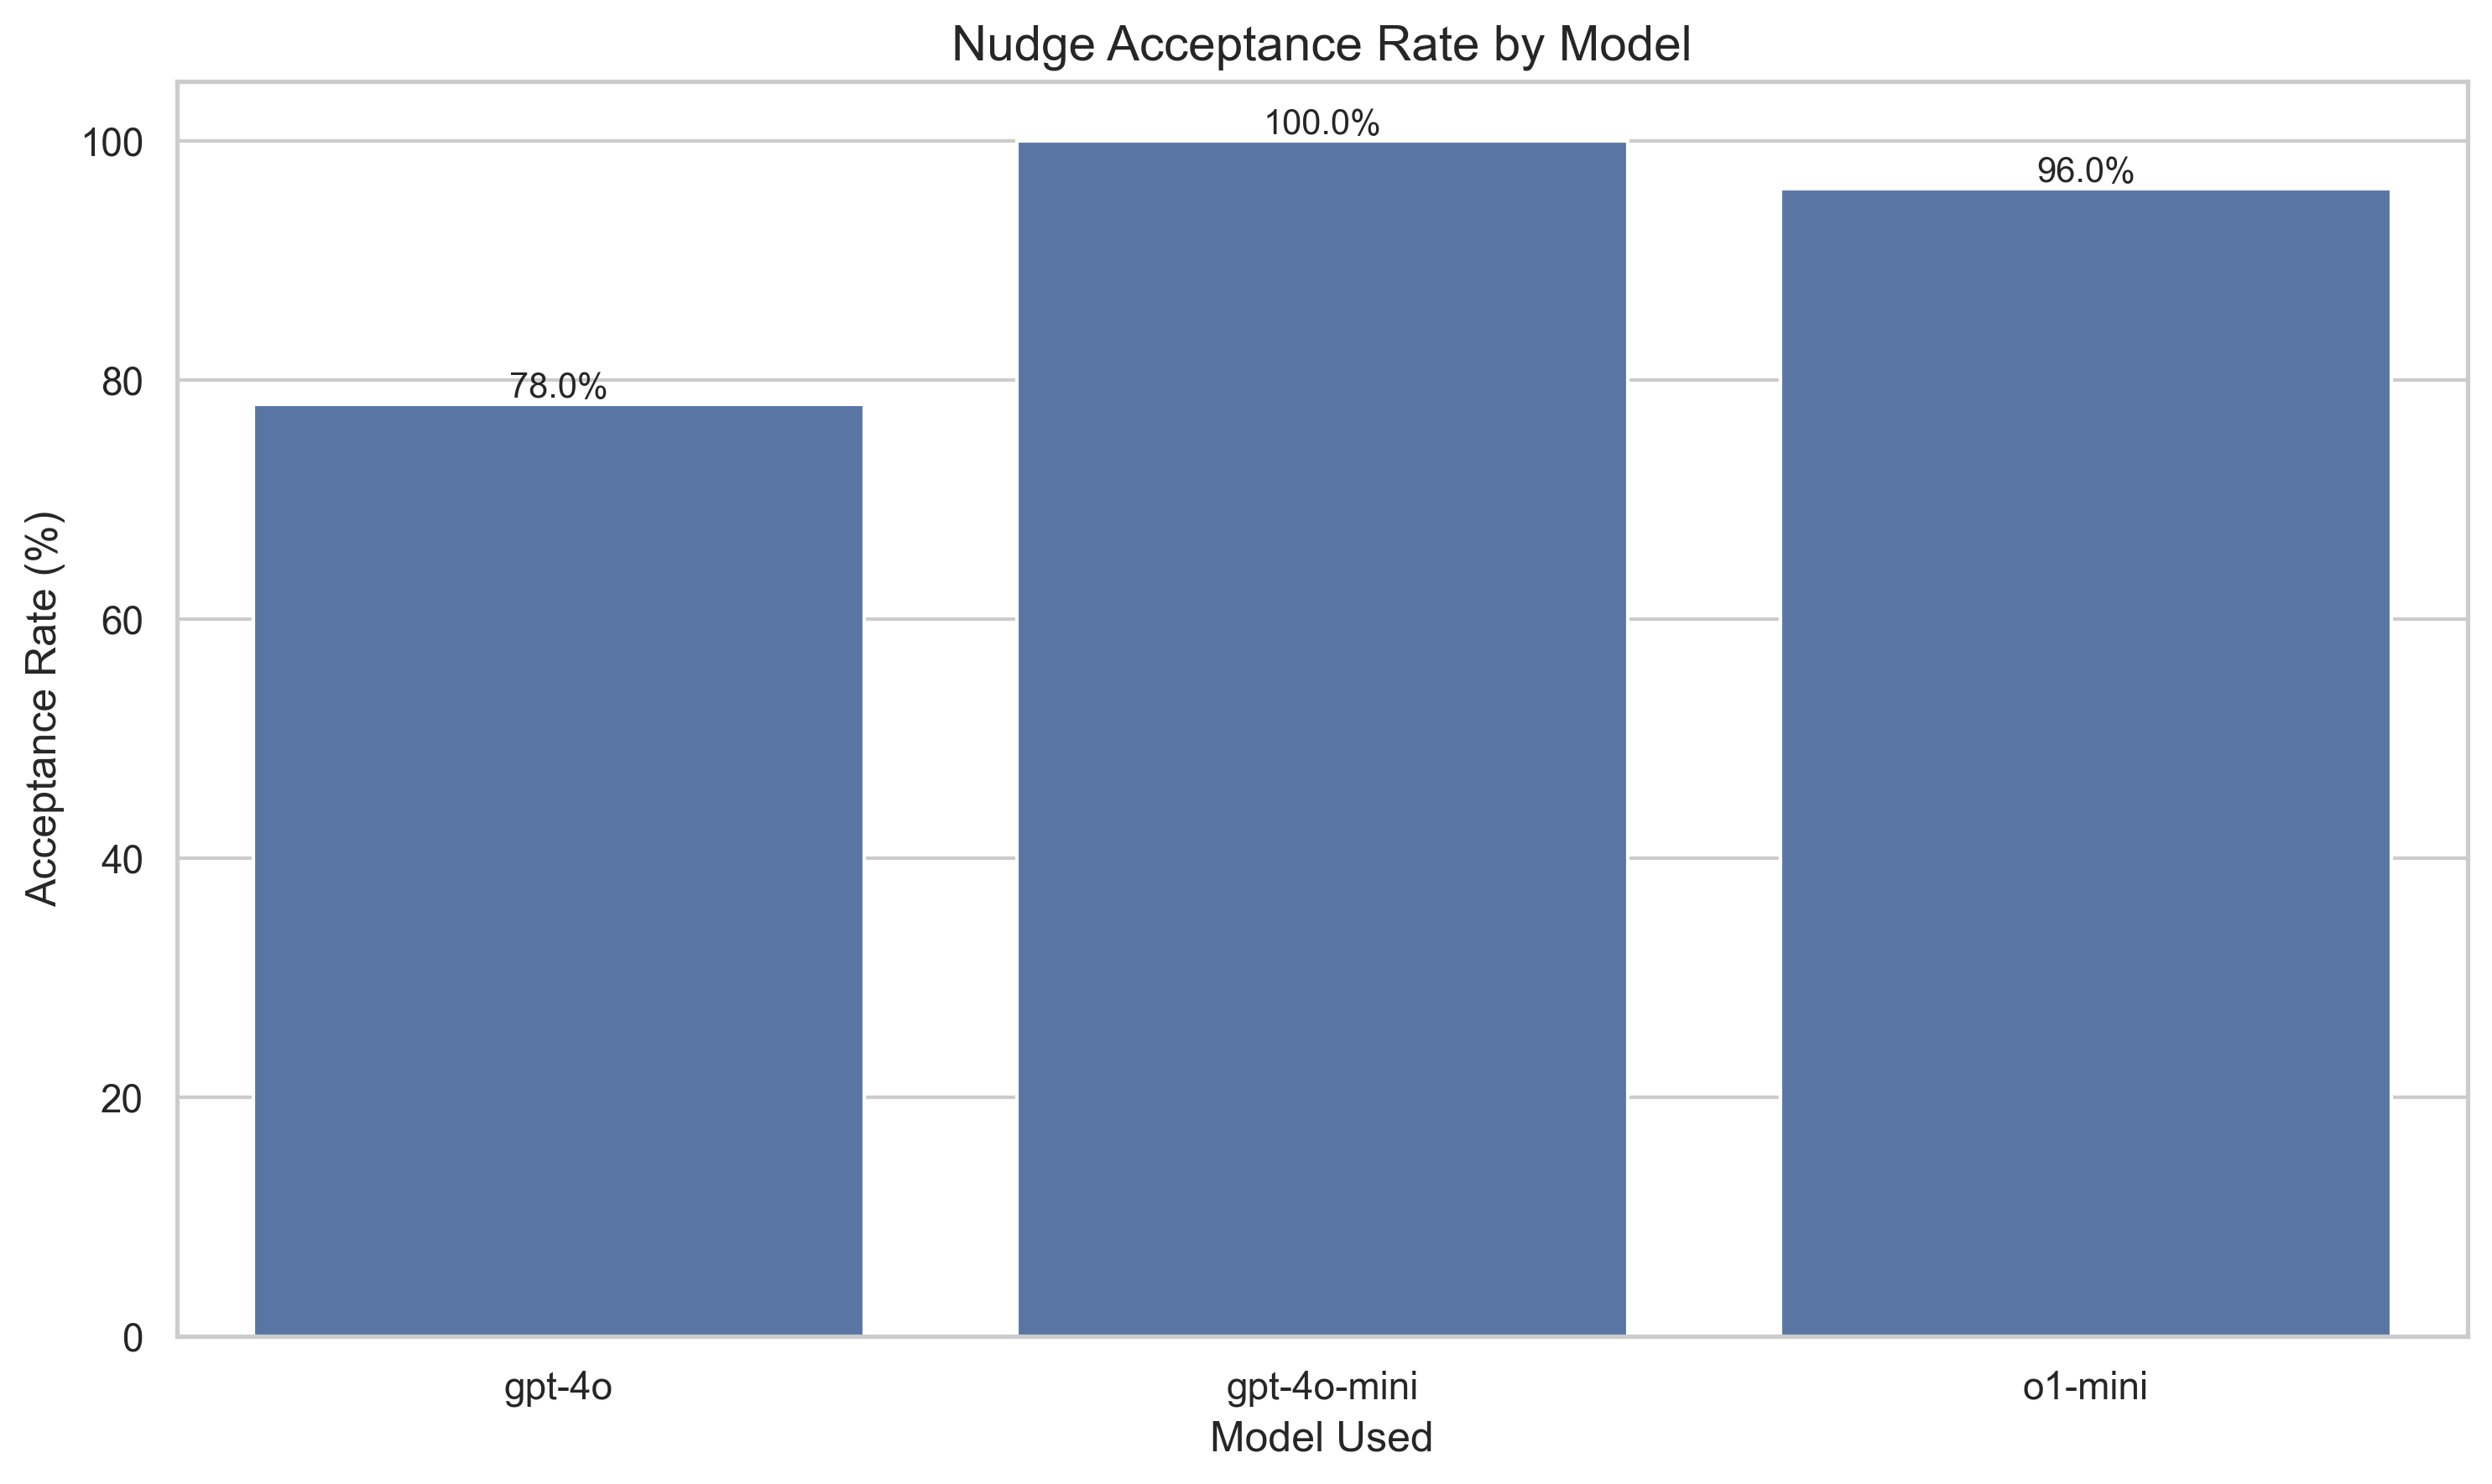 Nudge Acceptance Rate by Model
Acceptance Rate (%)
100
80
60
40
20
0
78.0%
100.0%
96.0%
gpt-4o
gpt-4o-mini
o1-mini
Model Used